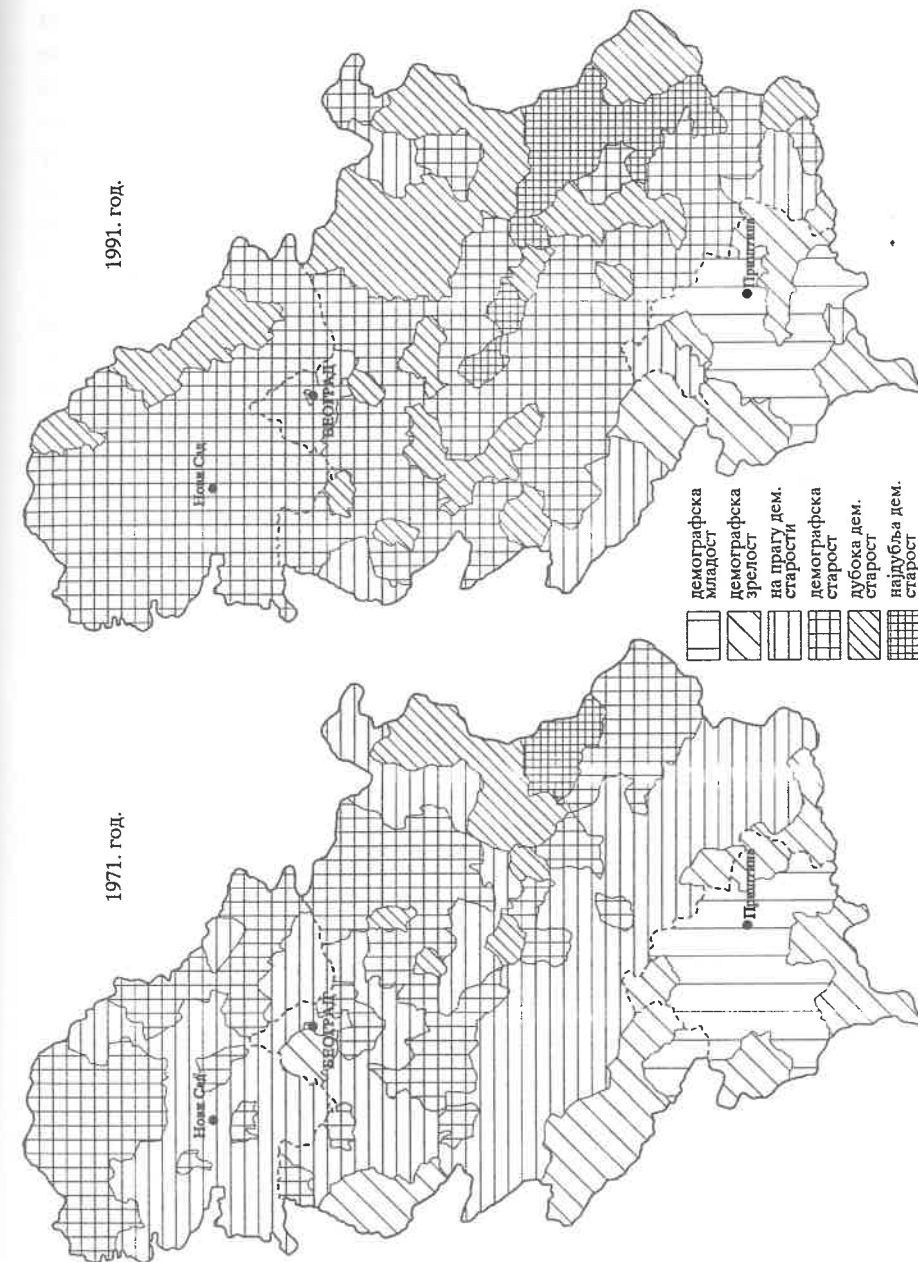 1991. год.
Нови Сад
БЕОГРАД
Приштина
демографска
младост
демографска
зрелост
на прагу дем.
старости
демографска
старост
дубока дем.
старост
најдубља дем.
старост
1971. год.
Нови Сад
БЕОГРАД
Приштина